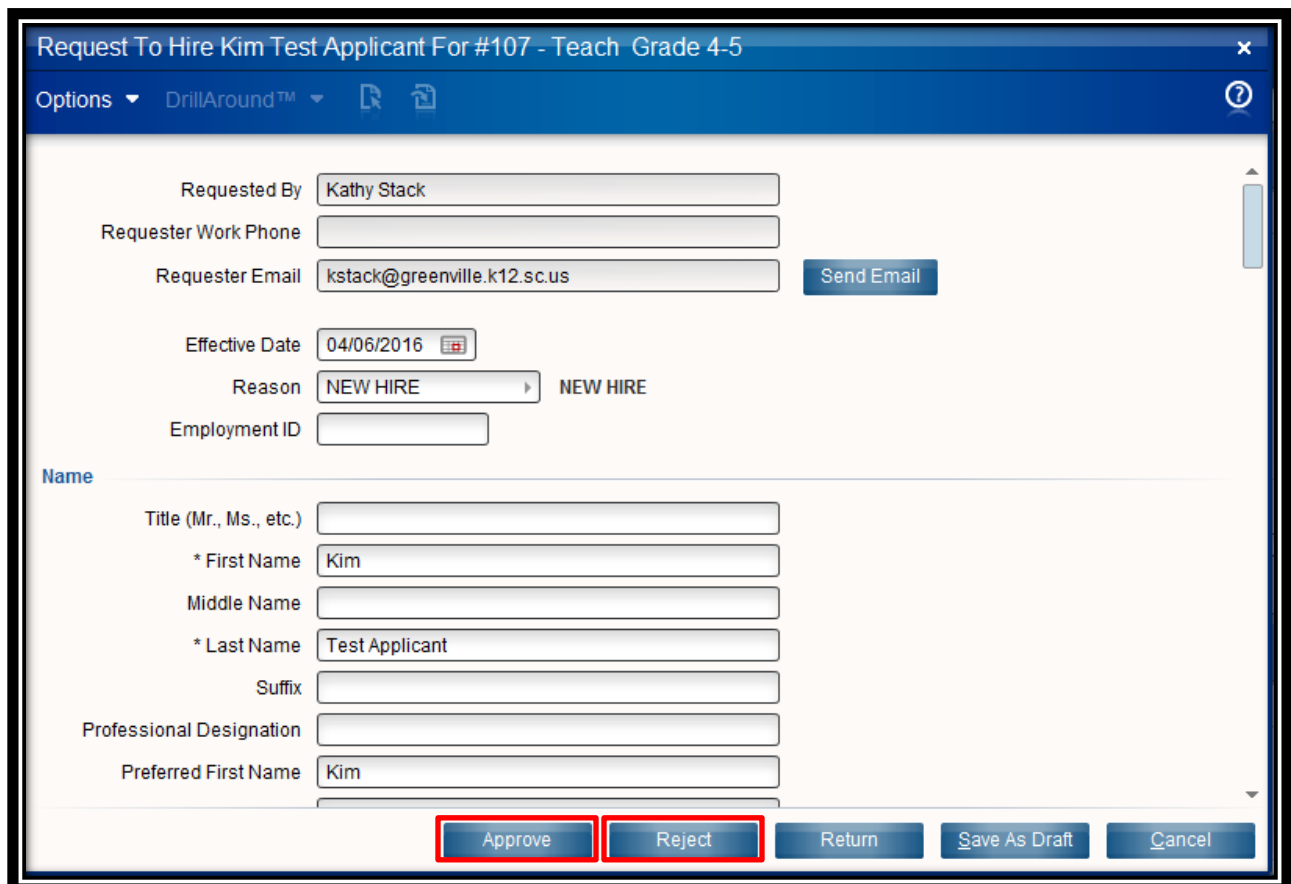 Request To Hire Kim Test Applicant For #107 - Teach  Grade 4-5
Options DrillAround™
Requested By Kathy Stack
Requester Work Phone
Requester Email kstack@greenville.k12.sc.us Send Email
Effective Date 04/06/2016
Reason NEW HIRE NEW HIRE
Employment ID
Name
Title (Mr., Ms., etc.)
* First Name Kim
Middle Name
* Last Name Test Applicant
Suffix
Professional Designation
Preferred First Name Kim
Approve Reject Return Save As Draft Cancel